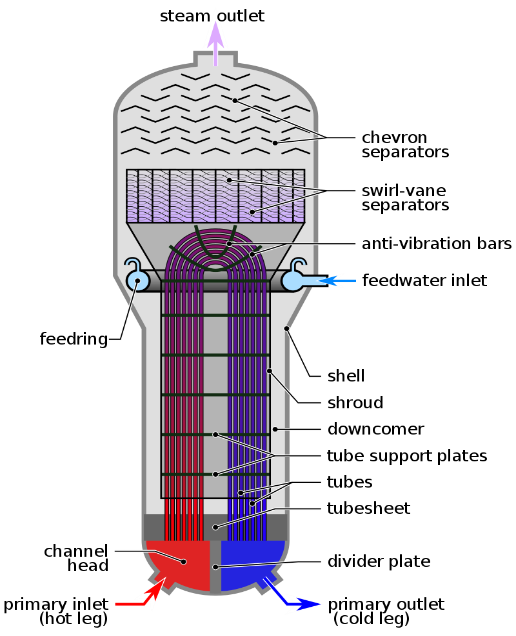 steam outlet
chevron
separators
swirl-vane
separators
anti-vibration bars
feedwater inlet
feedring
shell
shroud
downcomer
tube support plates
tubes
tubesheet
channel
head
divider plate
primary inlet
(hot leg)
primary outlet
(cold leg)